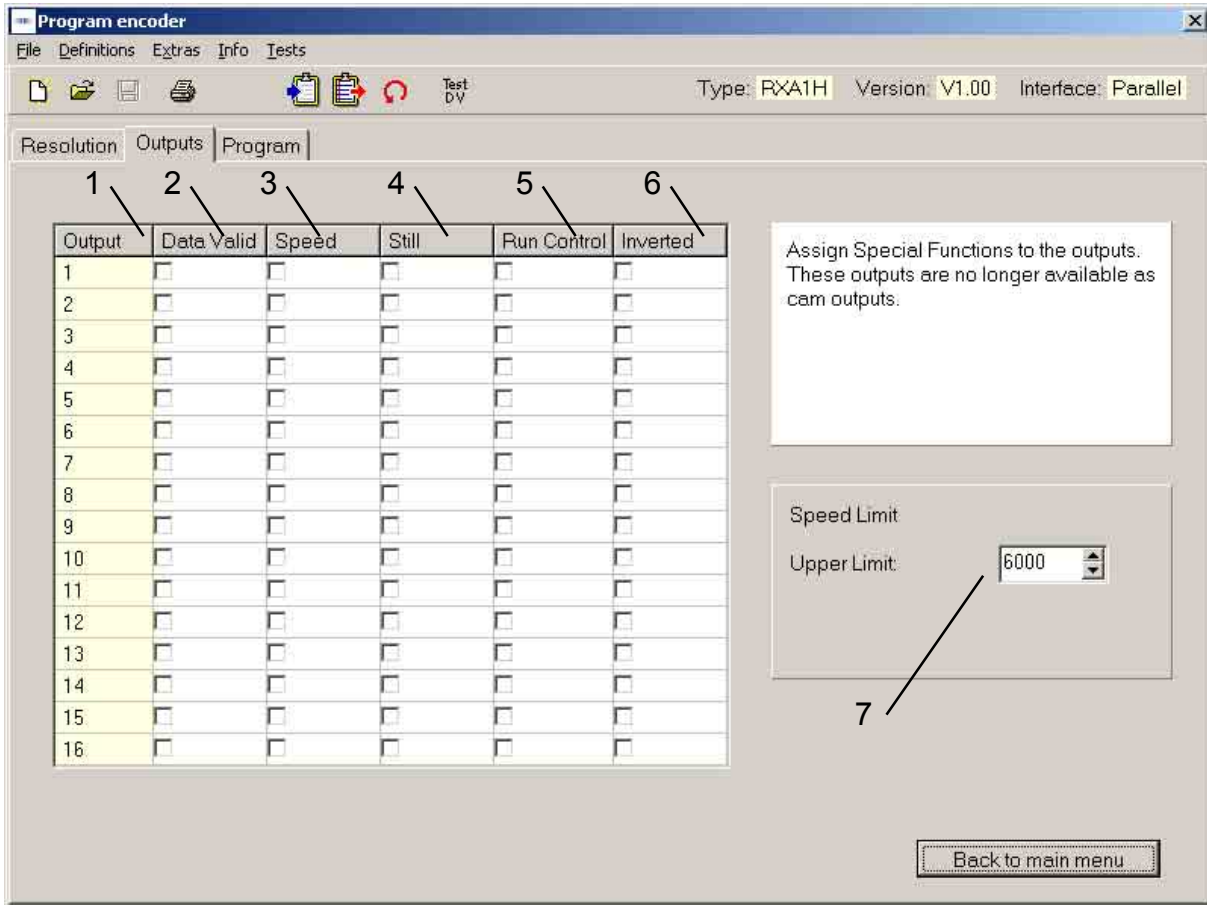 Program encoder
File Definitions Extras Info Tests
Test DV
Type: RXA1H Version: V1.00 Interface: Parallel
Resolution Outputs Program
1 2 3 4 5 6
Output Data Valid Speed Still Run Control Inverted
1
2
3
4
5
6
7
8
9
10
11
12
13
14
15
16
Assign Special Functions to the outputs.
These outputs are no longer available as
cam outputs.
Speed Limit
Upper Limit: 6000
7
Back to main menu